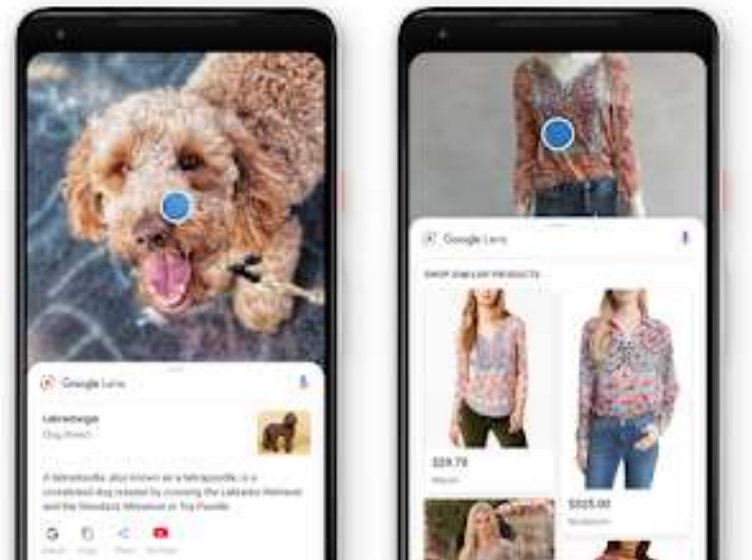 Google Lens
Labradoodle
Dog breed
A labradoodle, also known as a labrapoodle, is a
crossbreed dog created by crossing the Labrador Retriever
and the Standard, Miniature or Toy Poodle.
Google Lens
SHOP SIMILAR PRODUCTS
$29.70
$325.00